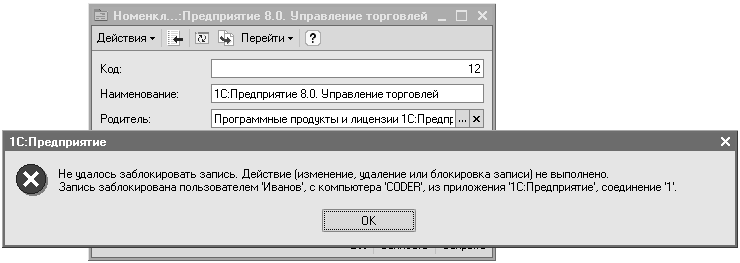 Номенкл...:Предприятие 8.0. Управление торговлей
Действия Перейти ?
Код: 12
Наименование: 1С:Предприятие 8.0. Управление торговлей
Родитель: Программные продукты и лицензии 1С:Предпр ...
1С:Предприятие
Не удалось заблокировать запись. Действие (изменение, удаление или блокировка записи) не выполнено.
Запись заблокирована пользователем 'Иванов', с компьютера 'CODER', из приложения '1С:Предприятие', соединение '1'.
OK